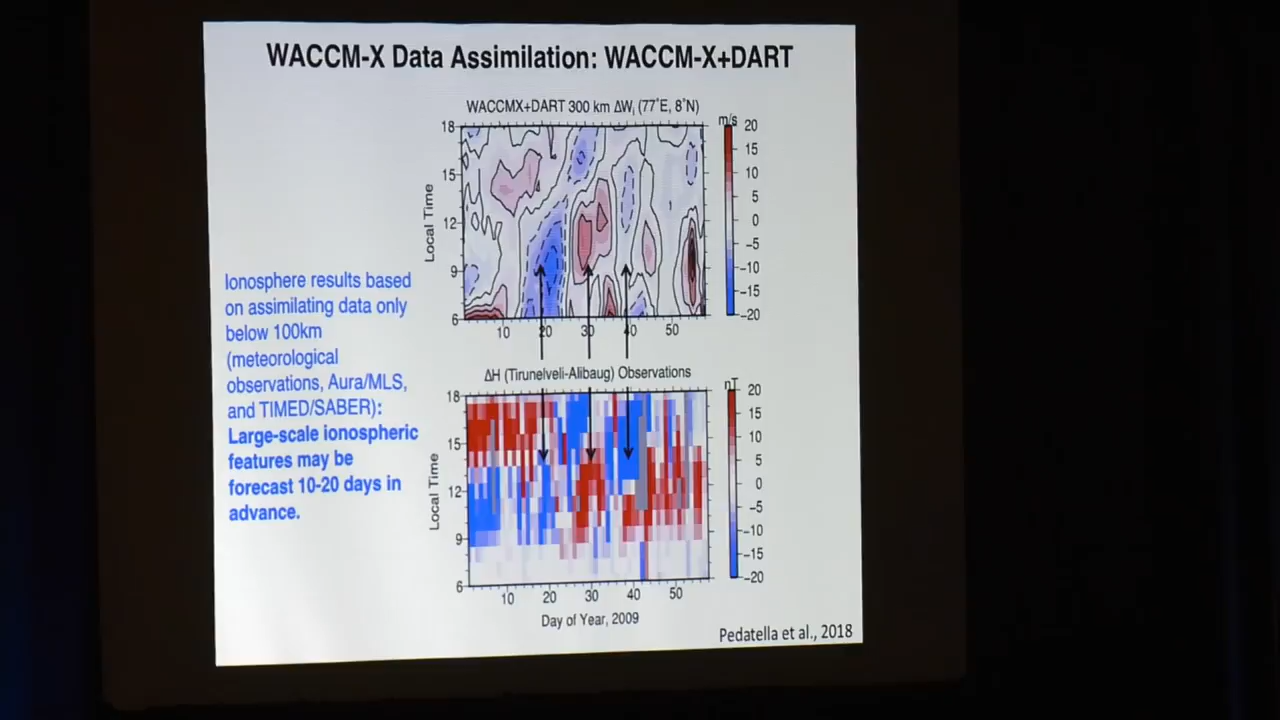 WACCM-X Data Assimilation: WACCM-X+DART
WACCMX+DART 300 km ΔWᵢ (77˚E, 8˚N)
m/s
18
15
12
9
6
Local Time
10 20 30 40 50
20
15
10
5
0
−5
−10
−15
−20
Ionosphere results based
on assimilating data only
below 100km
(meteorological
observations, Aura/MLS,
and TIMED/SABER):
Large-scale ionospheric
features may be
forecast 10-20 days in
advance.
ΔH (Tirunelveli-Alibaug) Observations
nT
18
15
12
9
6
Local Time
10 20 30 40 50
Day of Year, 2009
20
15
10
5
0
−5
−10
−15
−20
Pedatella et al., 2018